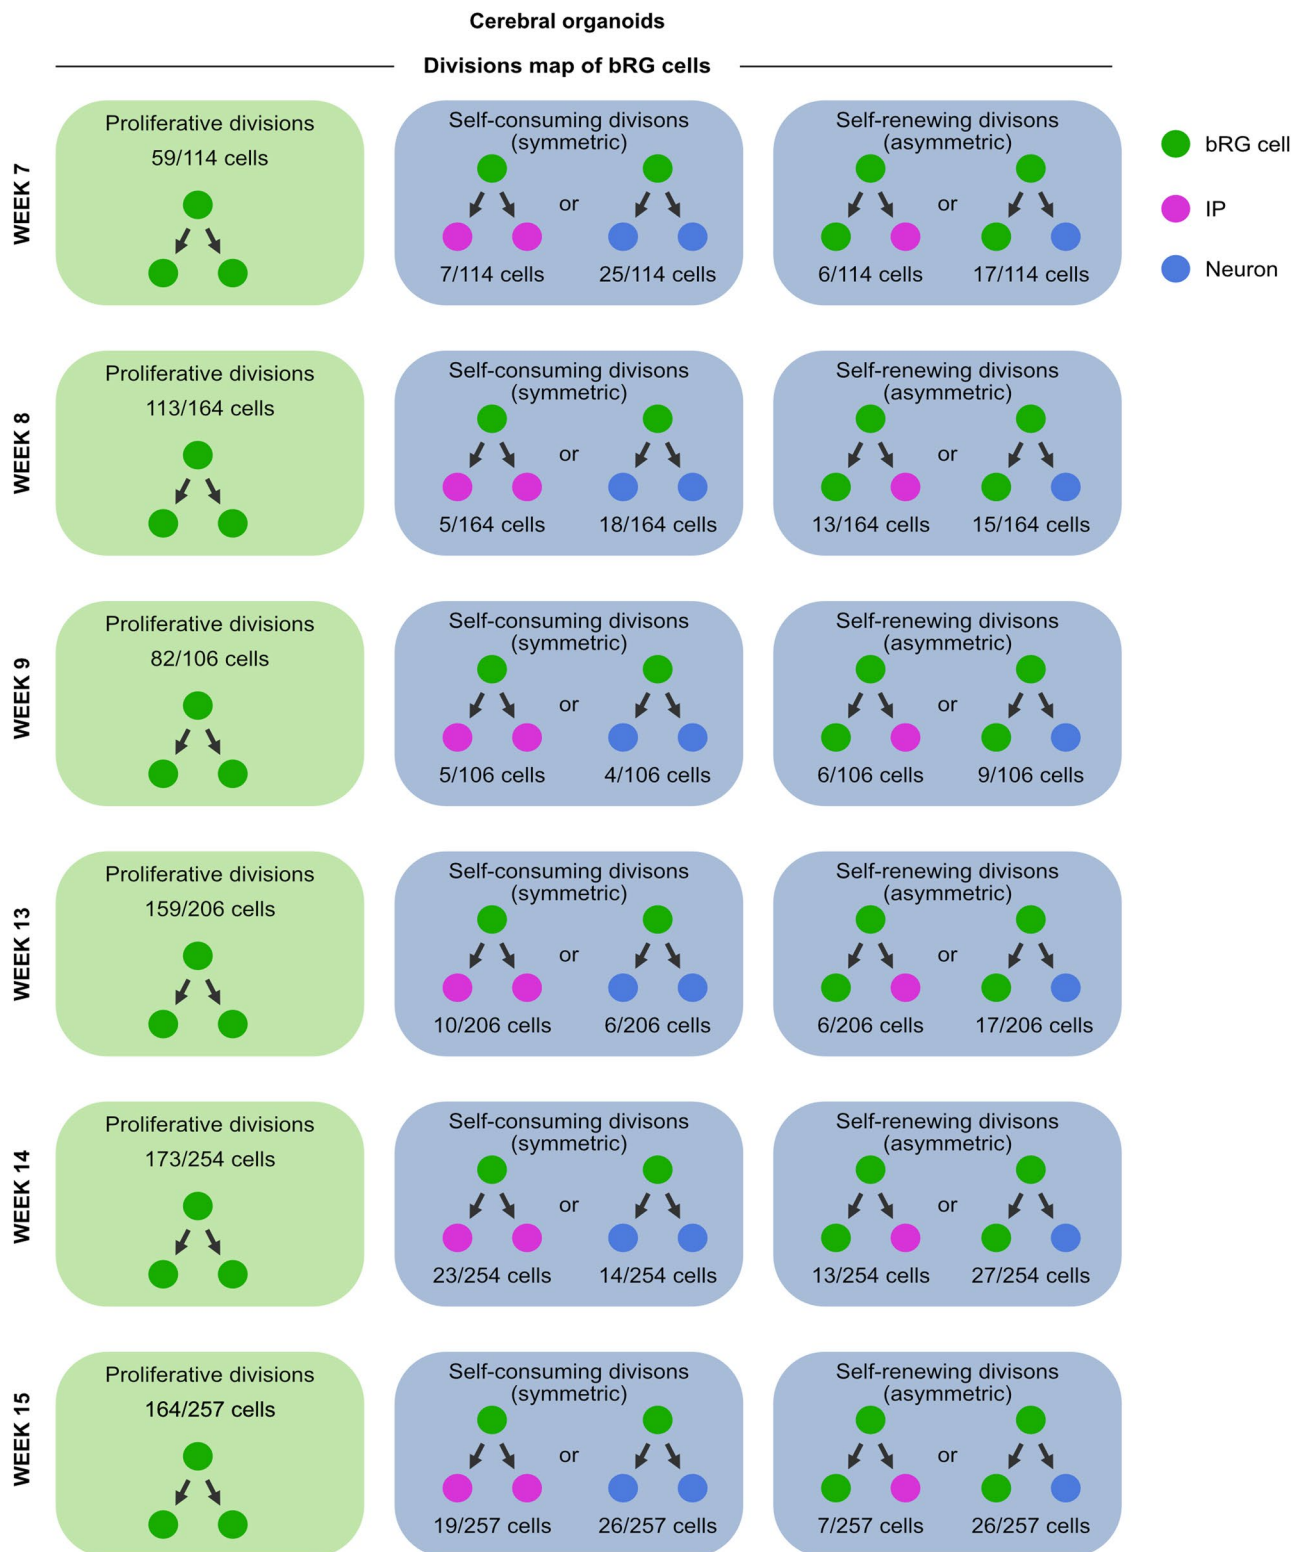 Cerebral organoids
Divisions map of bRG cells
WEEK 7
Proliferative divisions
59/114 cells
Self-consuming divisons
(symmetric)
or
7/114 cells
25/114 cells
Self-renewing divisons
(asymmetric)
or
6/114 cells
17/114 cells
bRG cell
IP
Neuron
WEEK 8
Proliferative divisions
113/164 cells
Self-consuming divisons
(symmetric)
or
5/164 cells
18/164 cells
Self-renewing divisons
(asymmetric)
or
13/164 cells
15/164 cells
WEEK 9
Proliferative divisions
82/106 cells
Self-consuming divisons
(symmetric)
or
5/106 cells
4/106 cells
Self-renewing divisons
(asymmetric)
or
6/106 cells
9/106 cells
WEEK 13
Proliferative divisions
159/206 cells
Self-consuming divisons
(symmetric)
or
10/206 cells
6/206 cells
Self-renewing divisons
(asymmetric)
or
6/206 cells
17/206 cells
WEEK 14
Proliferative divisions
173/254 cells
Self-consuming divisons
(symmetric)
or
23/254 cells
14/254 cells
Self-renewing divisons
(asymmetric)
or
13/254 cells
27/254 cells
WEEK 15
Proliferative divisions
164/257 cells
Self-consuming divisons
(symmetric)
or
19/257 cells
26/257 cells
Self-renewing divisons
(asymmetric)
or
7/257 cells
26/257 cells